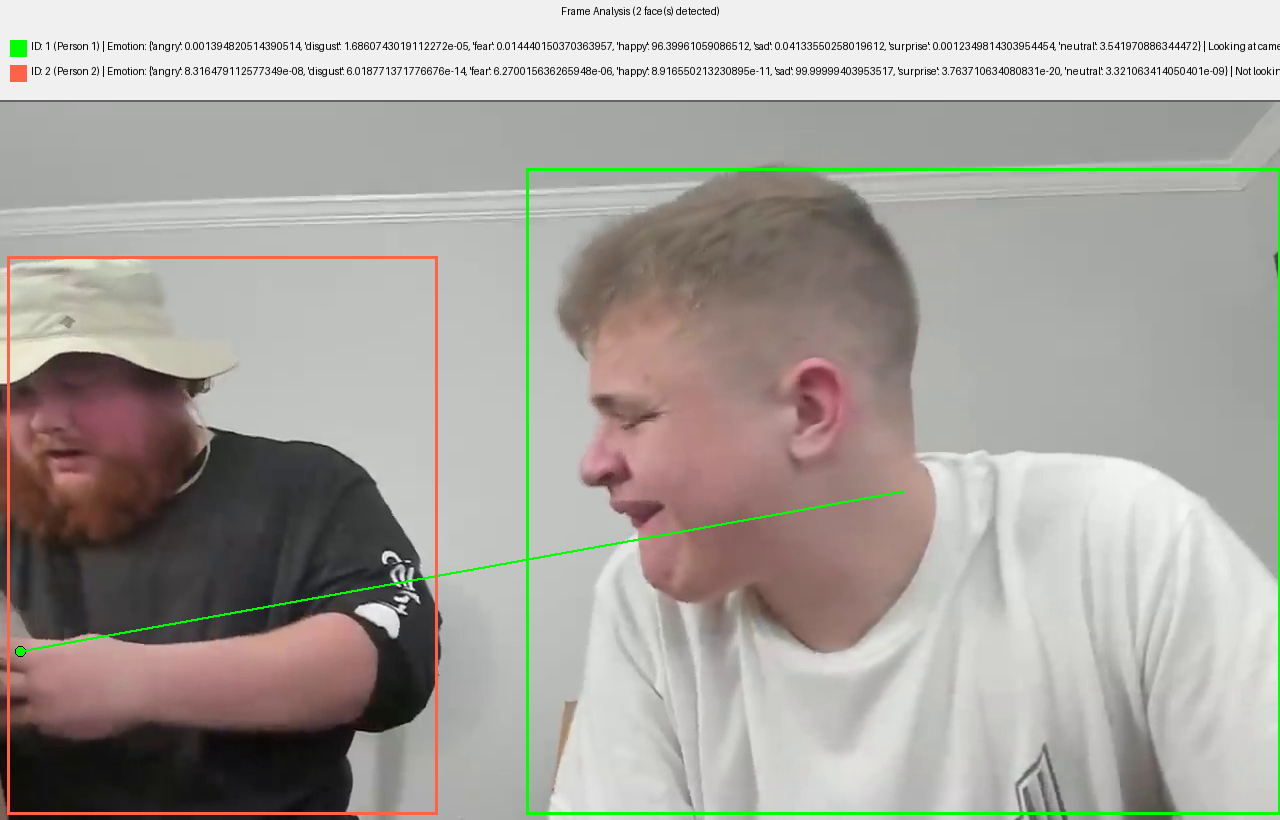 Frame Analysis (2 face(s) detected)
ID: 1 (Person 1) | Emotion: {'angry': 0.001394820514390514, 'disgust': 1.6860743019112272e-05, 'fear': 0.014440150370363957, 'happy': 96.39961059086512, 'sad': 0.04133550258019612, 'surprise': 0.0012349814303954454, 'neutral': 3.541970886344472} | Looking at came
ID: 2 (Person 2) | Emotion: {'angry': 8.316479112577349e-08, 'disgust': 6.018771371776676e-14, 'fear': 6.270015636265948e-06, 'happy': 8.916550213230895e-11, 'sad': 99.99999403953517, 'surprise': 3.763710634080831e-20, 'neutral': 3.321063414050401e-09} | Not lookin